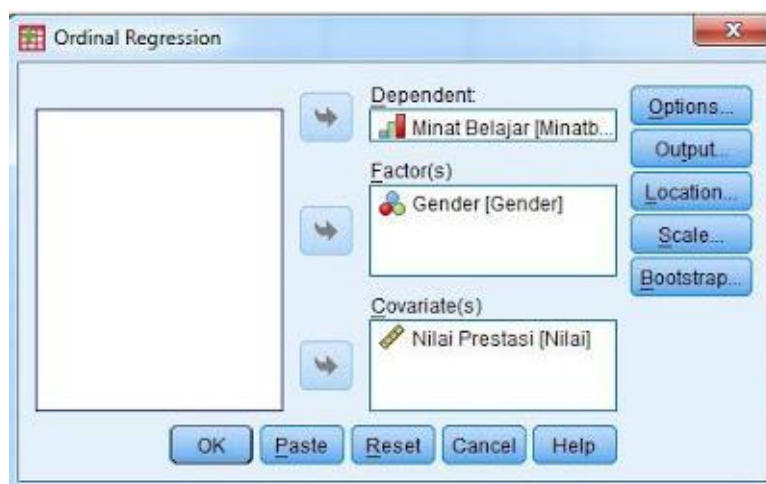 Ordinal Regression
x
Dependent:
Minat Belajar [Minatb...
Factor(s)
Gender [Gender]
Covariate(s)
Nilai Prestasi [Nilai]
Options...
Output...
Location...
Scale...
Bootstrap...
OK Paste Reset Cancel Help